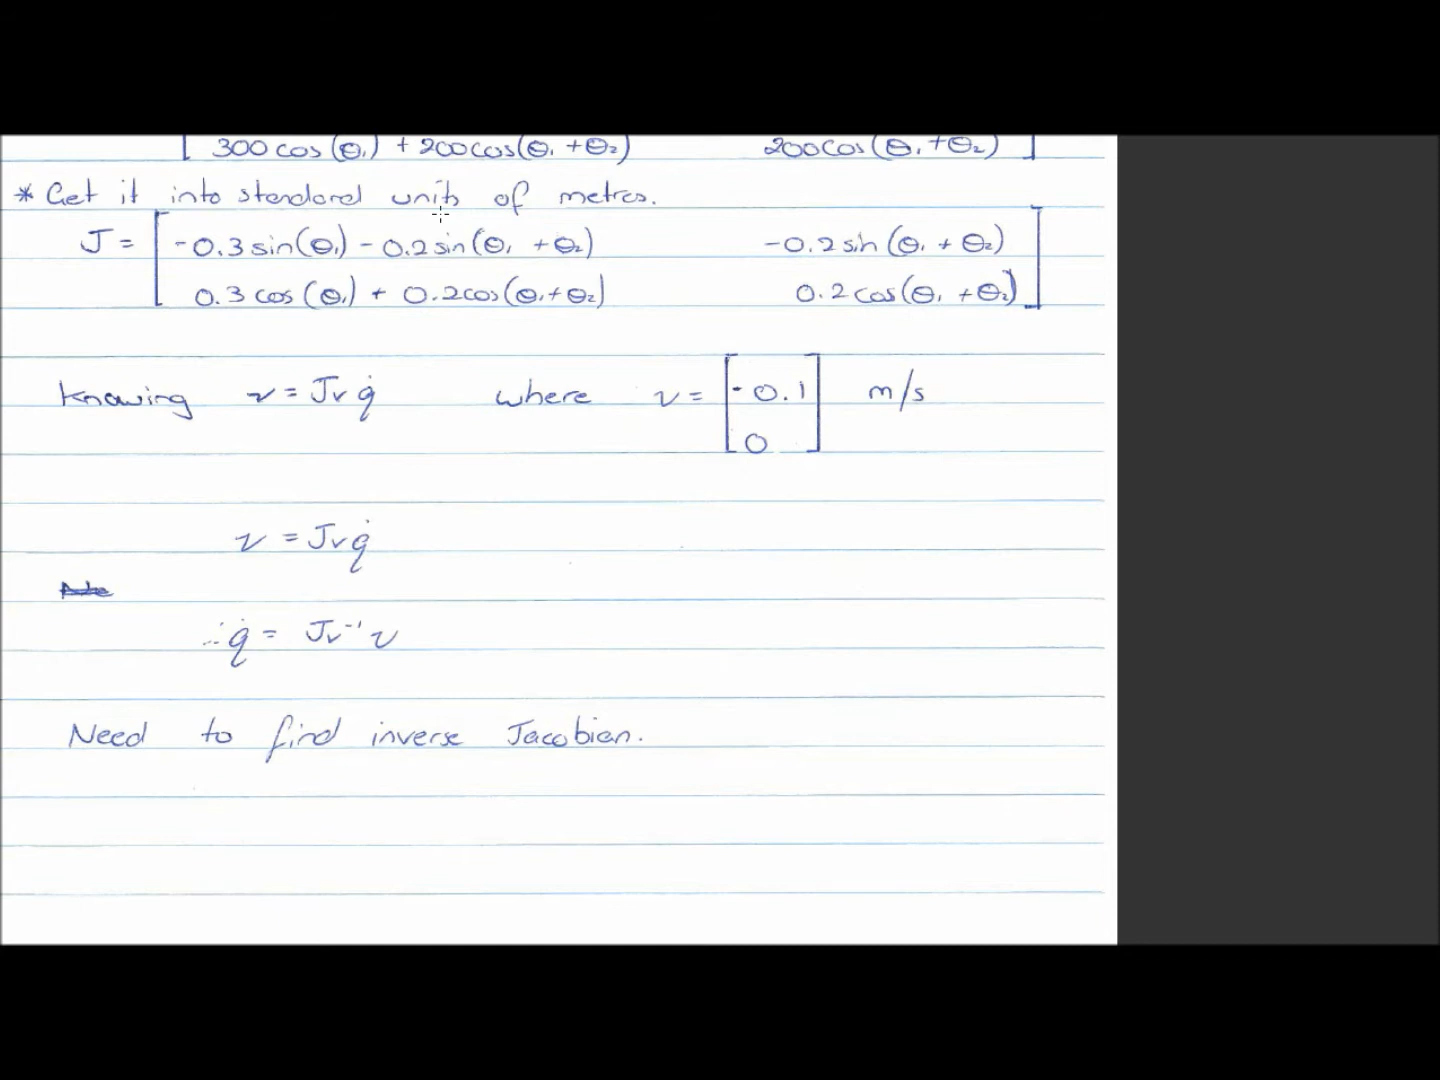 300 cos (θ₁) + 200cos(θ₁ + θ₂) 200cos(θ₁ + θ₂)
* Get it into standard units of metres.
J = [ -0.3 sin(θ₁) - 0.2 sin(θ₁ + θ₂) -0.2 sin (θ₁ + θ₂)
0.3 cos (θ₁) + 0.2cos(θ₁ + θ₂) 0.2 cos(θ₁ + θ₂) ]
Knowing v = Jv q̇ where v = [ -0.1 m/s
0 ]
v = Jv q̇
∴ q̇ = Jv⁻¹ v
Need to find inverse Jacobian.